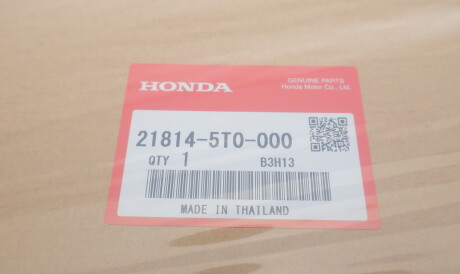 HONDA
GENUINE PARTS
Honda Motor Co., Ltd.
21814-5T0-000
QTY 1 B3H13
MADE IN THAILAND